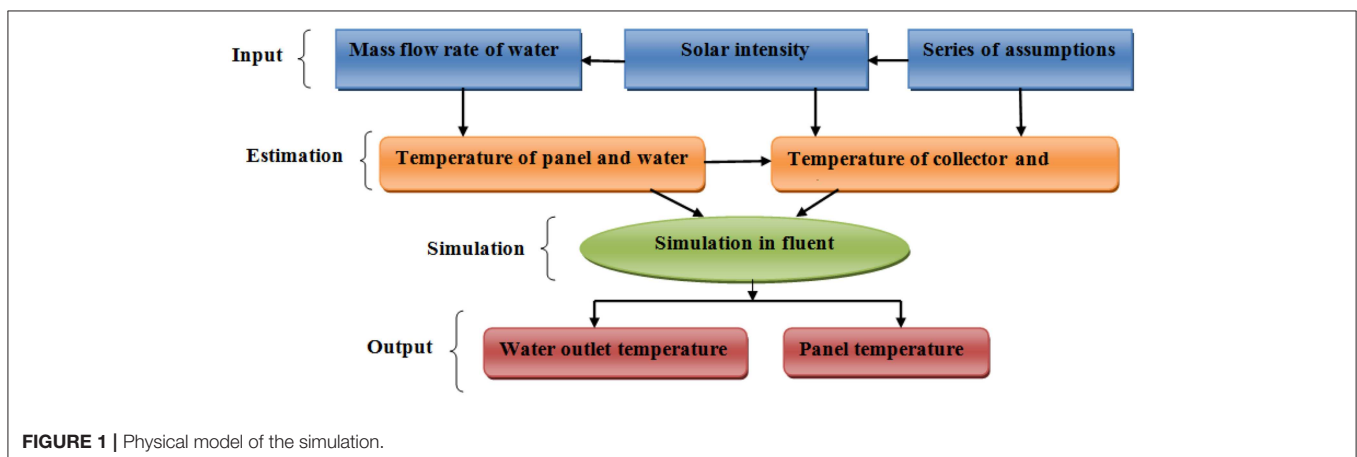 Input
Mass flow rate of water
Solar intensity
Series of assumptions
Estimation
Temperature of panel and water
Temperature of collector and
Simulation
Simulation in fluent
Output
Water outlet temperature
Panel temperature
FIGURE 1 | Physical model of the simulation.